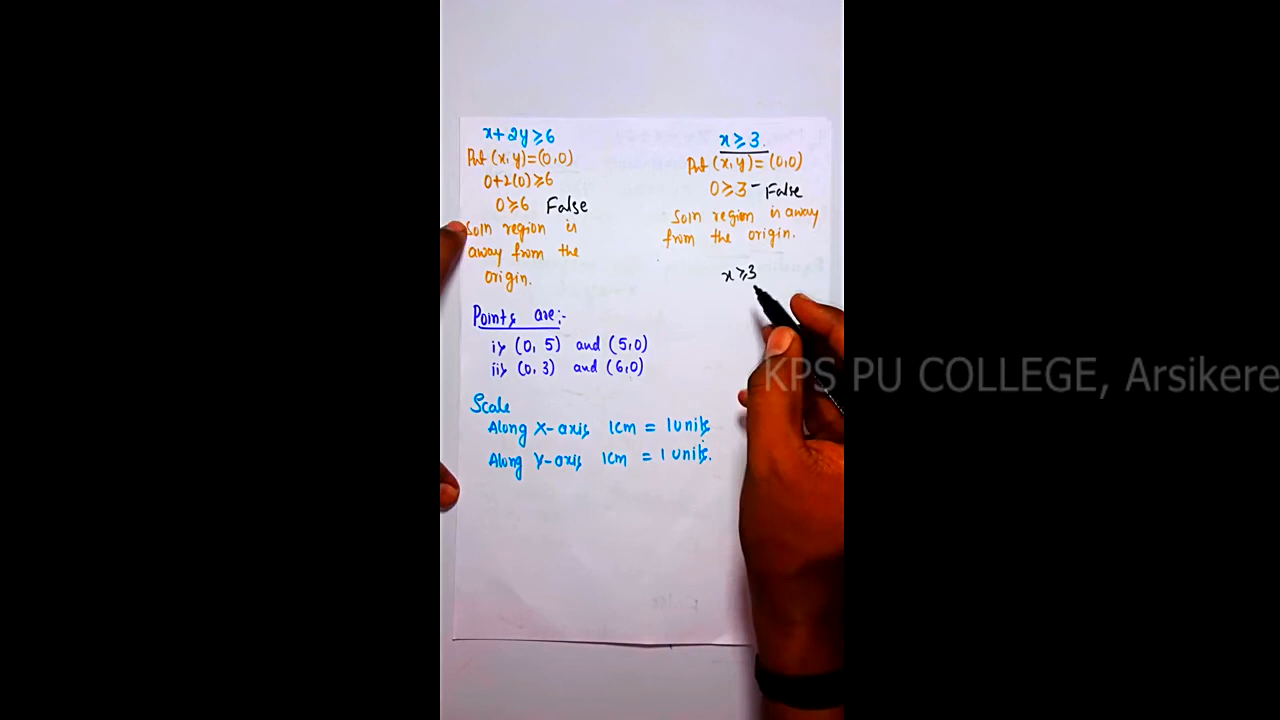 x+2y≥6
Put (x,y)=(0,0)
0+2(0)≥6
0≥6 False
Soln region is
away from the
origin.
x≥3.
Put (x,y)=(0,0)
0≥3 - False
Soln region is away
from the origin.
x≥3
Points are:-
i> (0, 5) and (5,0)
ii> (0, 3) and (6,0)
Scale
Along X-axis 1cm = 1 units
Along Y-axis 1cm = 1 units.
KPS PU COLLEGE, Arsikere